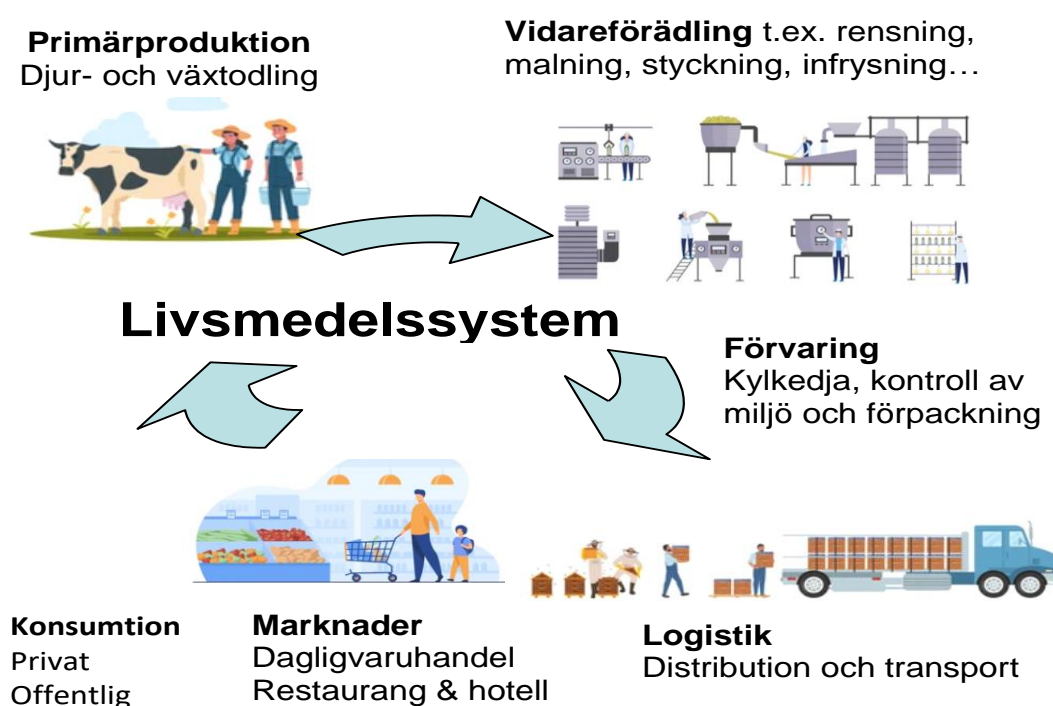 Primärproduktion
Djur- och växtodling
Vidareförädling t.ex. rensning,
malning, styckning, infrysning…
Livsmedelssystem
Förvaring
Kylkedja, kontroll av
miljö och förpackning
Konsumtion
Privat
Offentlig
Marknader
Dagligvaruhandel
Restaurang & hotell
Logistik
Distribution och transport